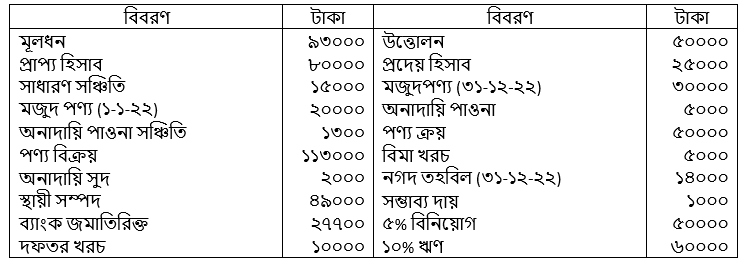 বিবরণ টাকা বিবরণ টাকা
মূলধন ৯৩০০০ উত্তোলন ৫০০০০
প্রাপ্য হিসাব ৮০০০০ প্রদেয় হিসাব ২৫০০০
সাধারণ সঞ্চিতি ১৫০০০ মজুদপণ্য (৩১-১২-২২) ৩০০০০
মজুদ পণ্য (১-১-২২) ২০০০০ অনাদায়ি পাওনা ৫০০০
অনাদায়ি পাওনা সঞ্চিতি ১৩০০ পণ্য ক্রয় ৫০০০০
পণ্য বিক্রয় ১১৩০০০ বিমা খরচ ৫০০০
অনাদায়ি সুদ ২০০০ নগদ তহবিল (৩১-১২-২২) ১৪০০০
স্থায়ী সম্পদ ৪৯০০০ সম্ভাব্য দায় ১০০০
ব্যাংক জমাতিরিক্ত ২৭৭০০ ৫% বিনিয়োগ ৫০০০০
দফতর খরচ ১০০০০ ১০% ঋণ ৬০০০০